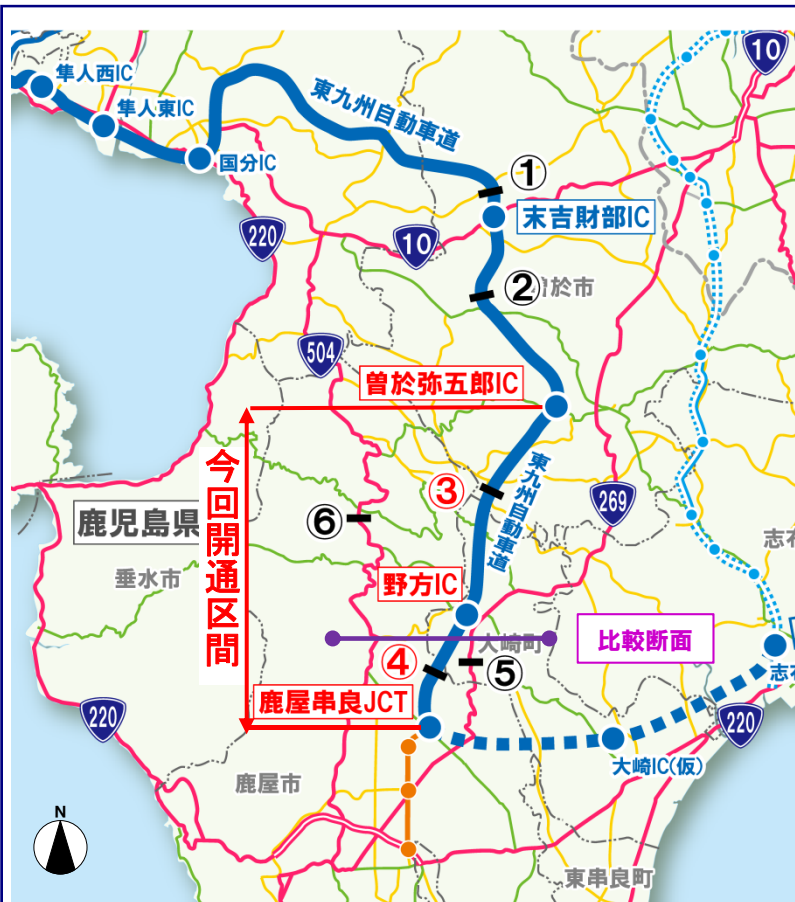 隼人西IC
隼人東IC
国分IC
東九州自動車道
10
①
末吉財部IC
220
10
②
曽於市
504
曽於弥五郎IC
今回開通区間
③
東九州自動車道
269
⑥
鹿児島県
志布
垂水市
野方IC
大崎町
比較断面
④
⑤
志布
鹿屋串良JCT
220
220
大崎IC(仮)
鹿屋市
N
東串良町